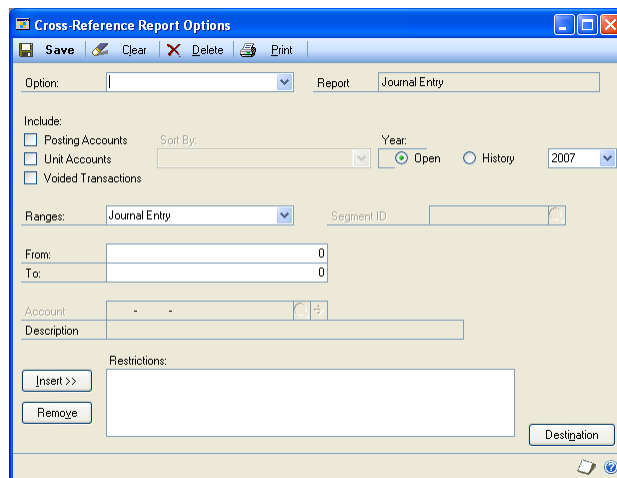 Cross-Reference Report Options
Save Clear Delete Print
Option: Report Journal Entry
Include:
Posting Accounts Sort By: Year:
Unit Accounts Open History 2007
Voided Transactions
Ranges: Journal Entry Segment ID
From: 0
To: 0
Account - -
Description
Restrictions:
Insert >>
Remove
Destination